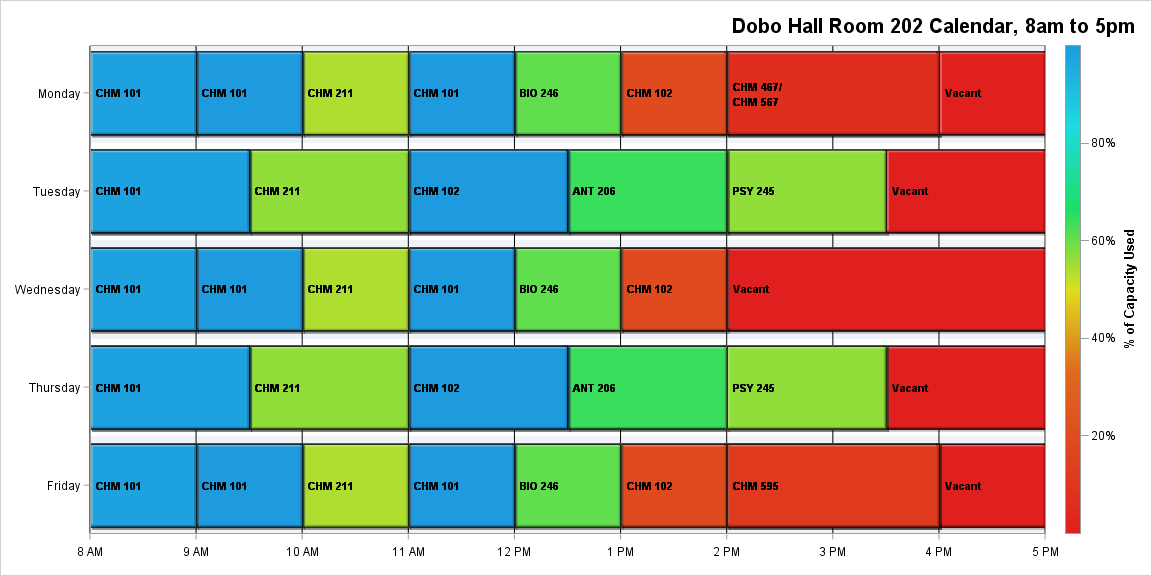 Dobo Hall Room 202 Calendar, 8am to 5pm
Monday
CHM 101
CHM 101
CHM 211
CHM 101
BIO 246
CHM 102
CHM 467/
CHM 567
Vacant
Tuesday
CHM 101
CHM 211
CHM 102
ANT 206
PSY 245
Vacant
Wednesday
CHM 101
CHM 101
CHM 211
CHM 101
BIO 246
CHM 102
Vacant
Thursday
CHM 101
CHM 211
CHM 102
ANT 206
PSY 245
Vacant
Friday
CHM 101
CHM 101
CHM 211
CHM 101
BIO 246
CHM 102
CHM 595
Vacant
8 AM
9 AM
10 AM
11 AM
12 PM
1 PM
2 PM
3 PM
4 PM
5 PM
80%
60%
40%
20%
% of Capacity Used